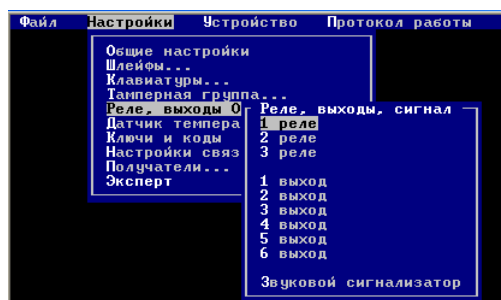 Файл Настройки Устройство Протокол работы
Общие настройки
Шлейфы...
Клавиатуры...
Тамперная группа...
Реле, выходы О
Датчик темпера
Ключи и коды
Настройки связ
Получатели...
Эксперт
Реле, выходы, сигнал
1 реле
2 реле
3 реле
1 выход
2 выход
3 выход
4 выход
5 выход
6 выход
Звуковой сигнализатор